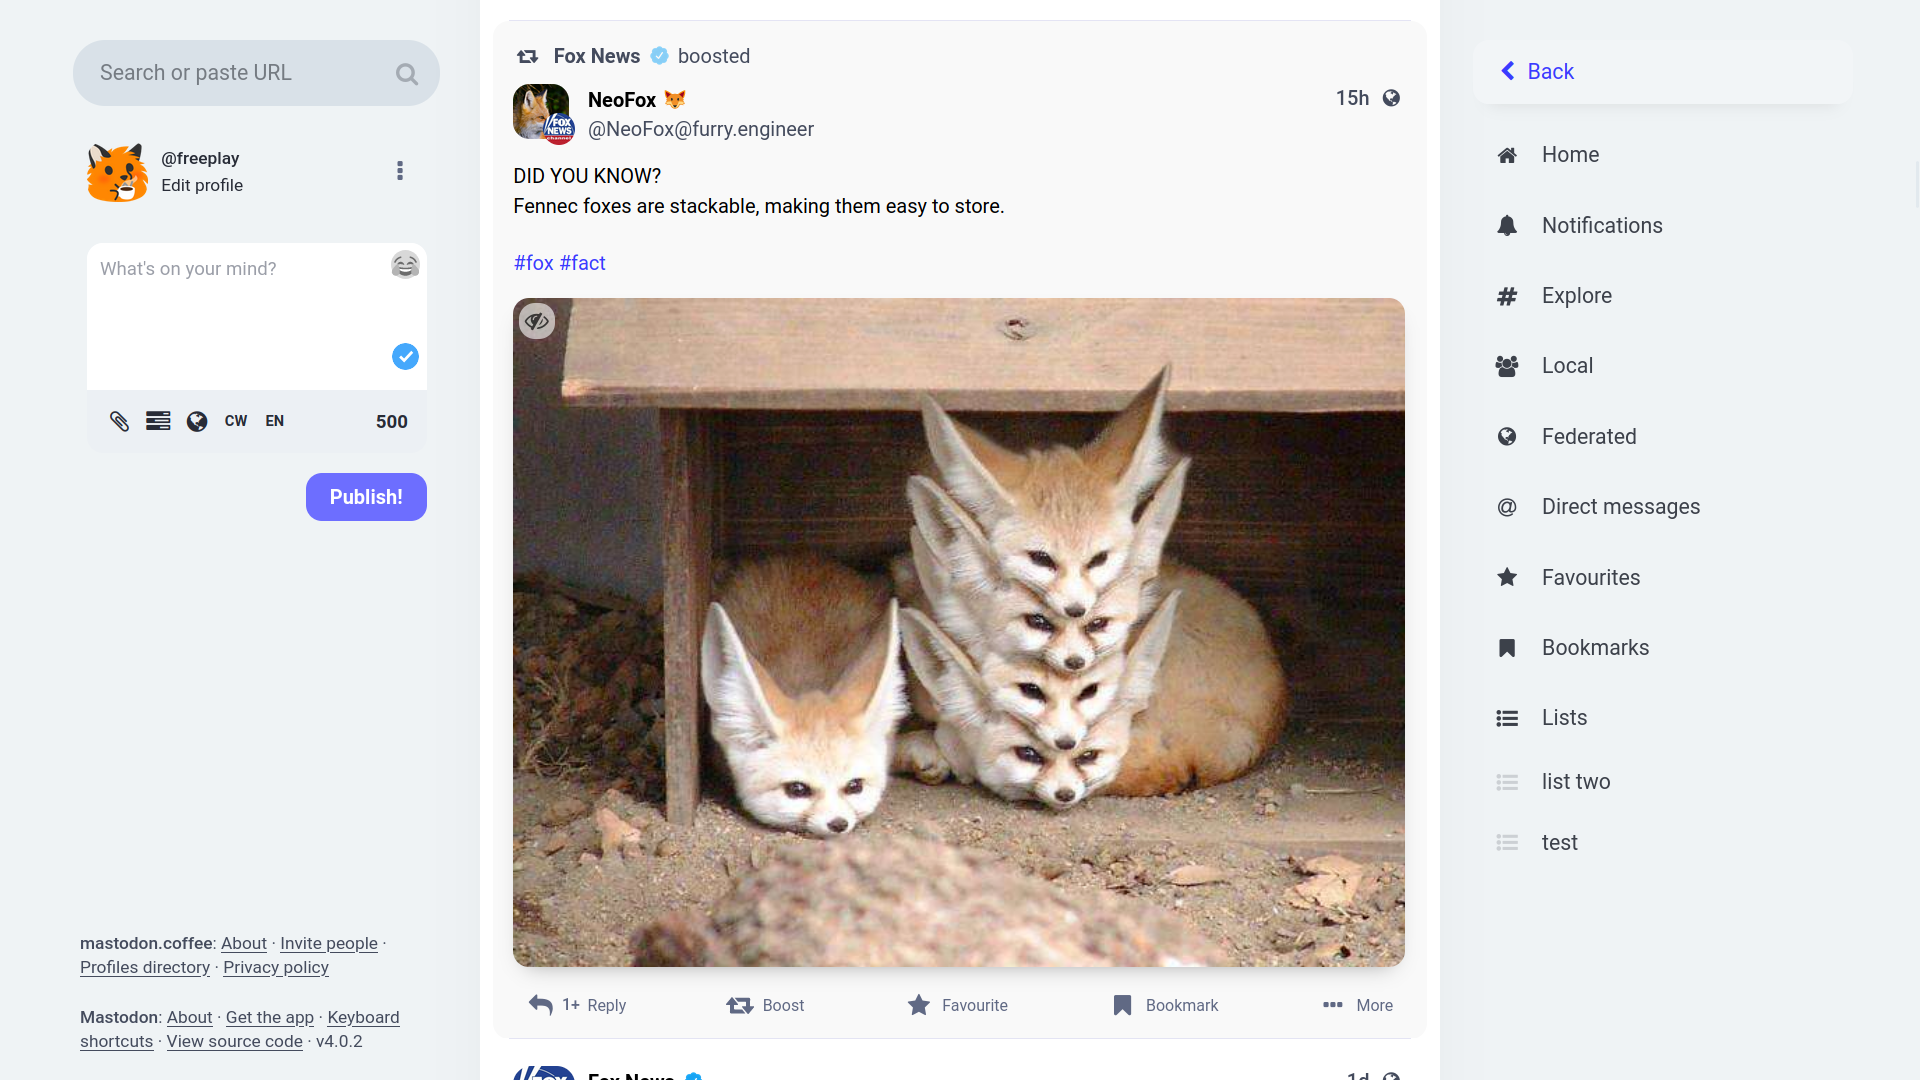 Search or paste URL
@freeplay
Edit profile
What's on your mind?
CW EN 500
Publish!
mastodon.coffee: About · Invite people ·
Profiles directory · Privacy policy
Mastodon: About · Get the app · Keyboard
shortcuts · View source code · v4.0.2
Fox News boosted
NeoFox
15h
@NeoFox@furry.engineer
FOX
NEWS
channel
DID YOU KNOW?
Fennec foxes are stackable, making them easy to store.
#fox #fact
1+ Reply
Boost
Favourite
Bookmark
More
FOX
Fox News
1d
Back
Home
Notifications
Explore
Local
Federated
Direct messages
Favourites
Bookmarks
Lists
list two
test